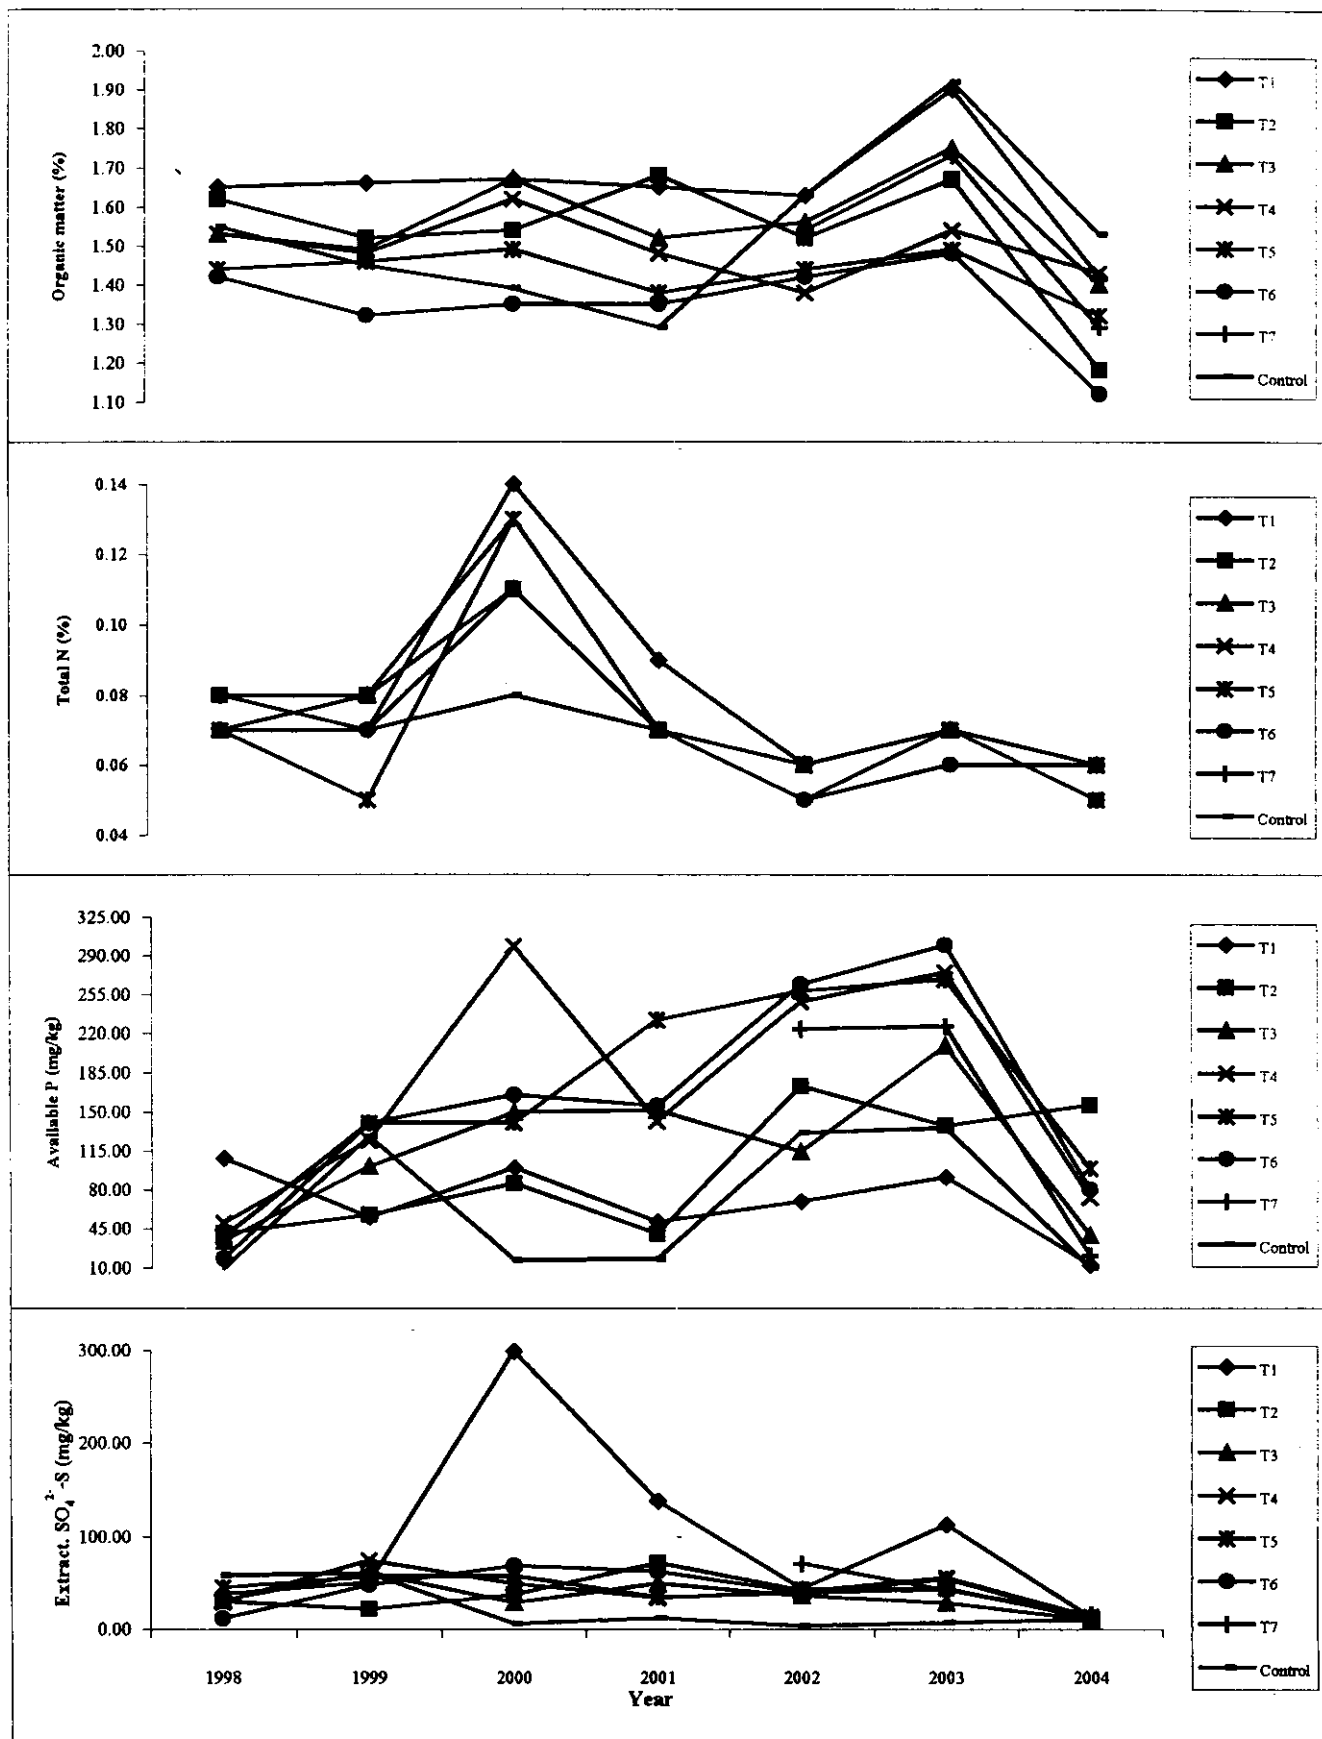 2.00
1.90
1.80
1.70
1.60
1.50
1.40
1.30
1.20
1.10
Organic matter (%)
T1
T2
T3
T4
T5
T6
T7
Control
0.14
0.12
0.10
0.08
0.06
0.04
Total N (%)
T1
T2
T3
T4
T5
T6
T7
Control
325.00
290.00
255.00
220.00
185.00
150.00
115.00
80.00
45.00
10.00
Available P (mg/kg)
T1
T2
T3
T4
T5
T6
T7
Control
300.00
200.00
100.00
0.00
Extract. SO₄²⁻-S (mg/kg)
T1
T2
T3
T4
T5
T6
T7
Control
1998 1999 2000 2001 2002 2003 2004
Year